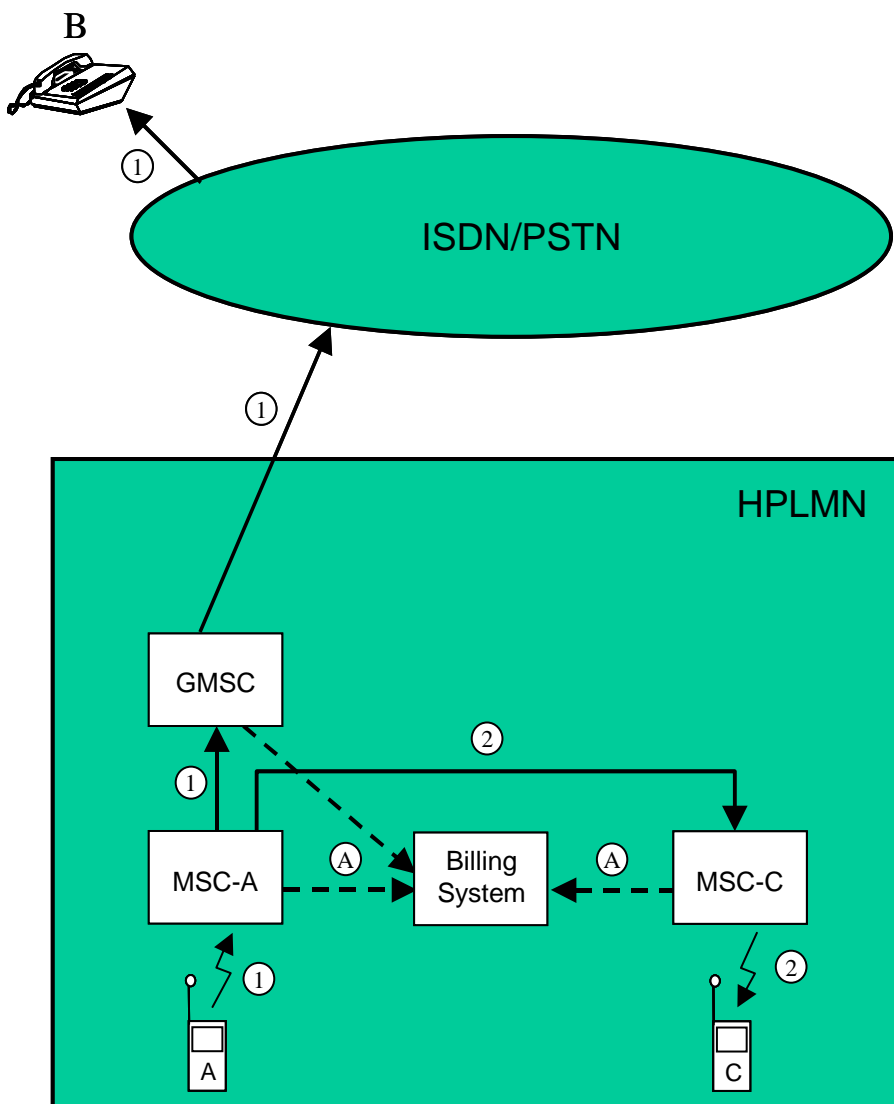 B
1
ISDN/PSTN
1
HPLMN
GMSC
2
1
MSC-A
A
Billing
System
A
MSC-C
1
2
A
C